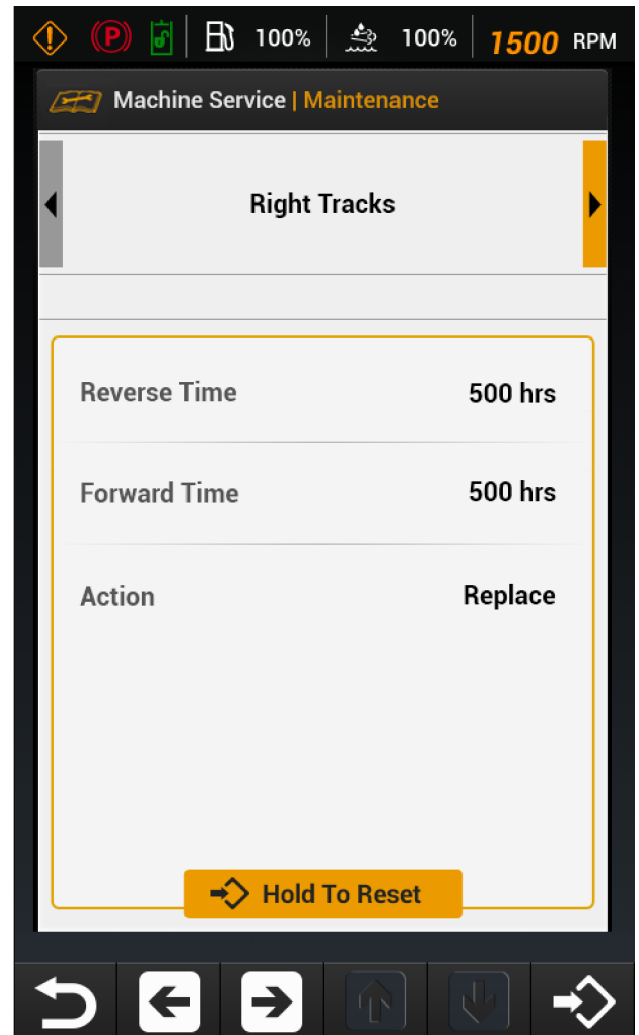 P 100% 100% 1500 RPM
Machine Service | Maintenance
Right Tracks
Reverse Time 500 hrs
Forward Time 500 hrs
Action Replace
Hold To Reset